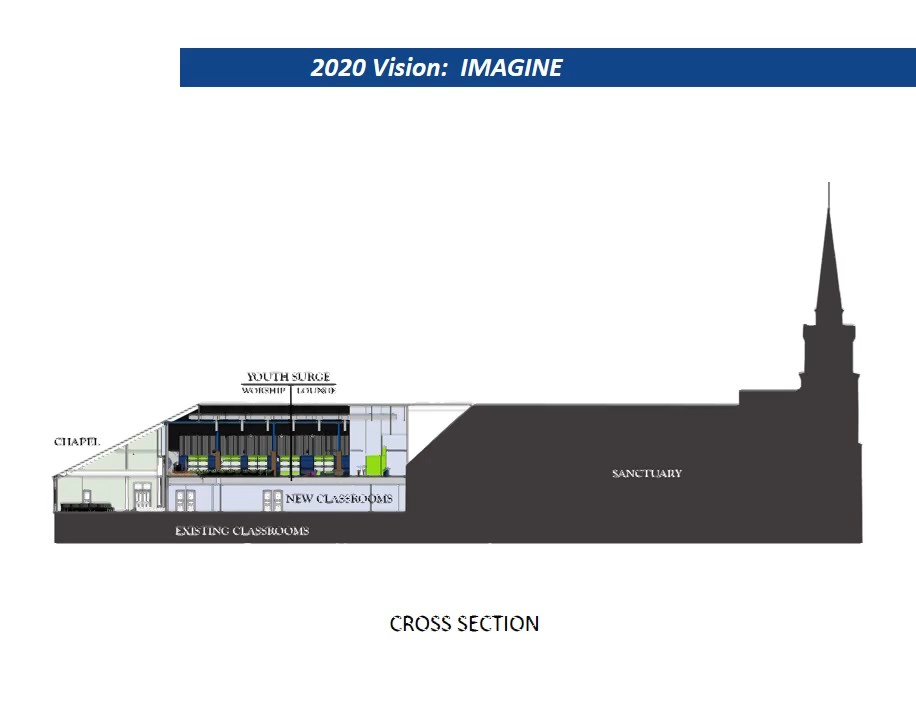 2020 Vision: IMAGINE
YOUTH SURGE
WORSHIP LOUNGE
CHAPEL
SANCTUARY
NEW CLASSROOMS
EXISTING CLASSROOMS
CROSS SECTION